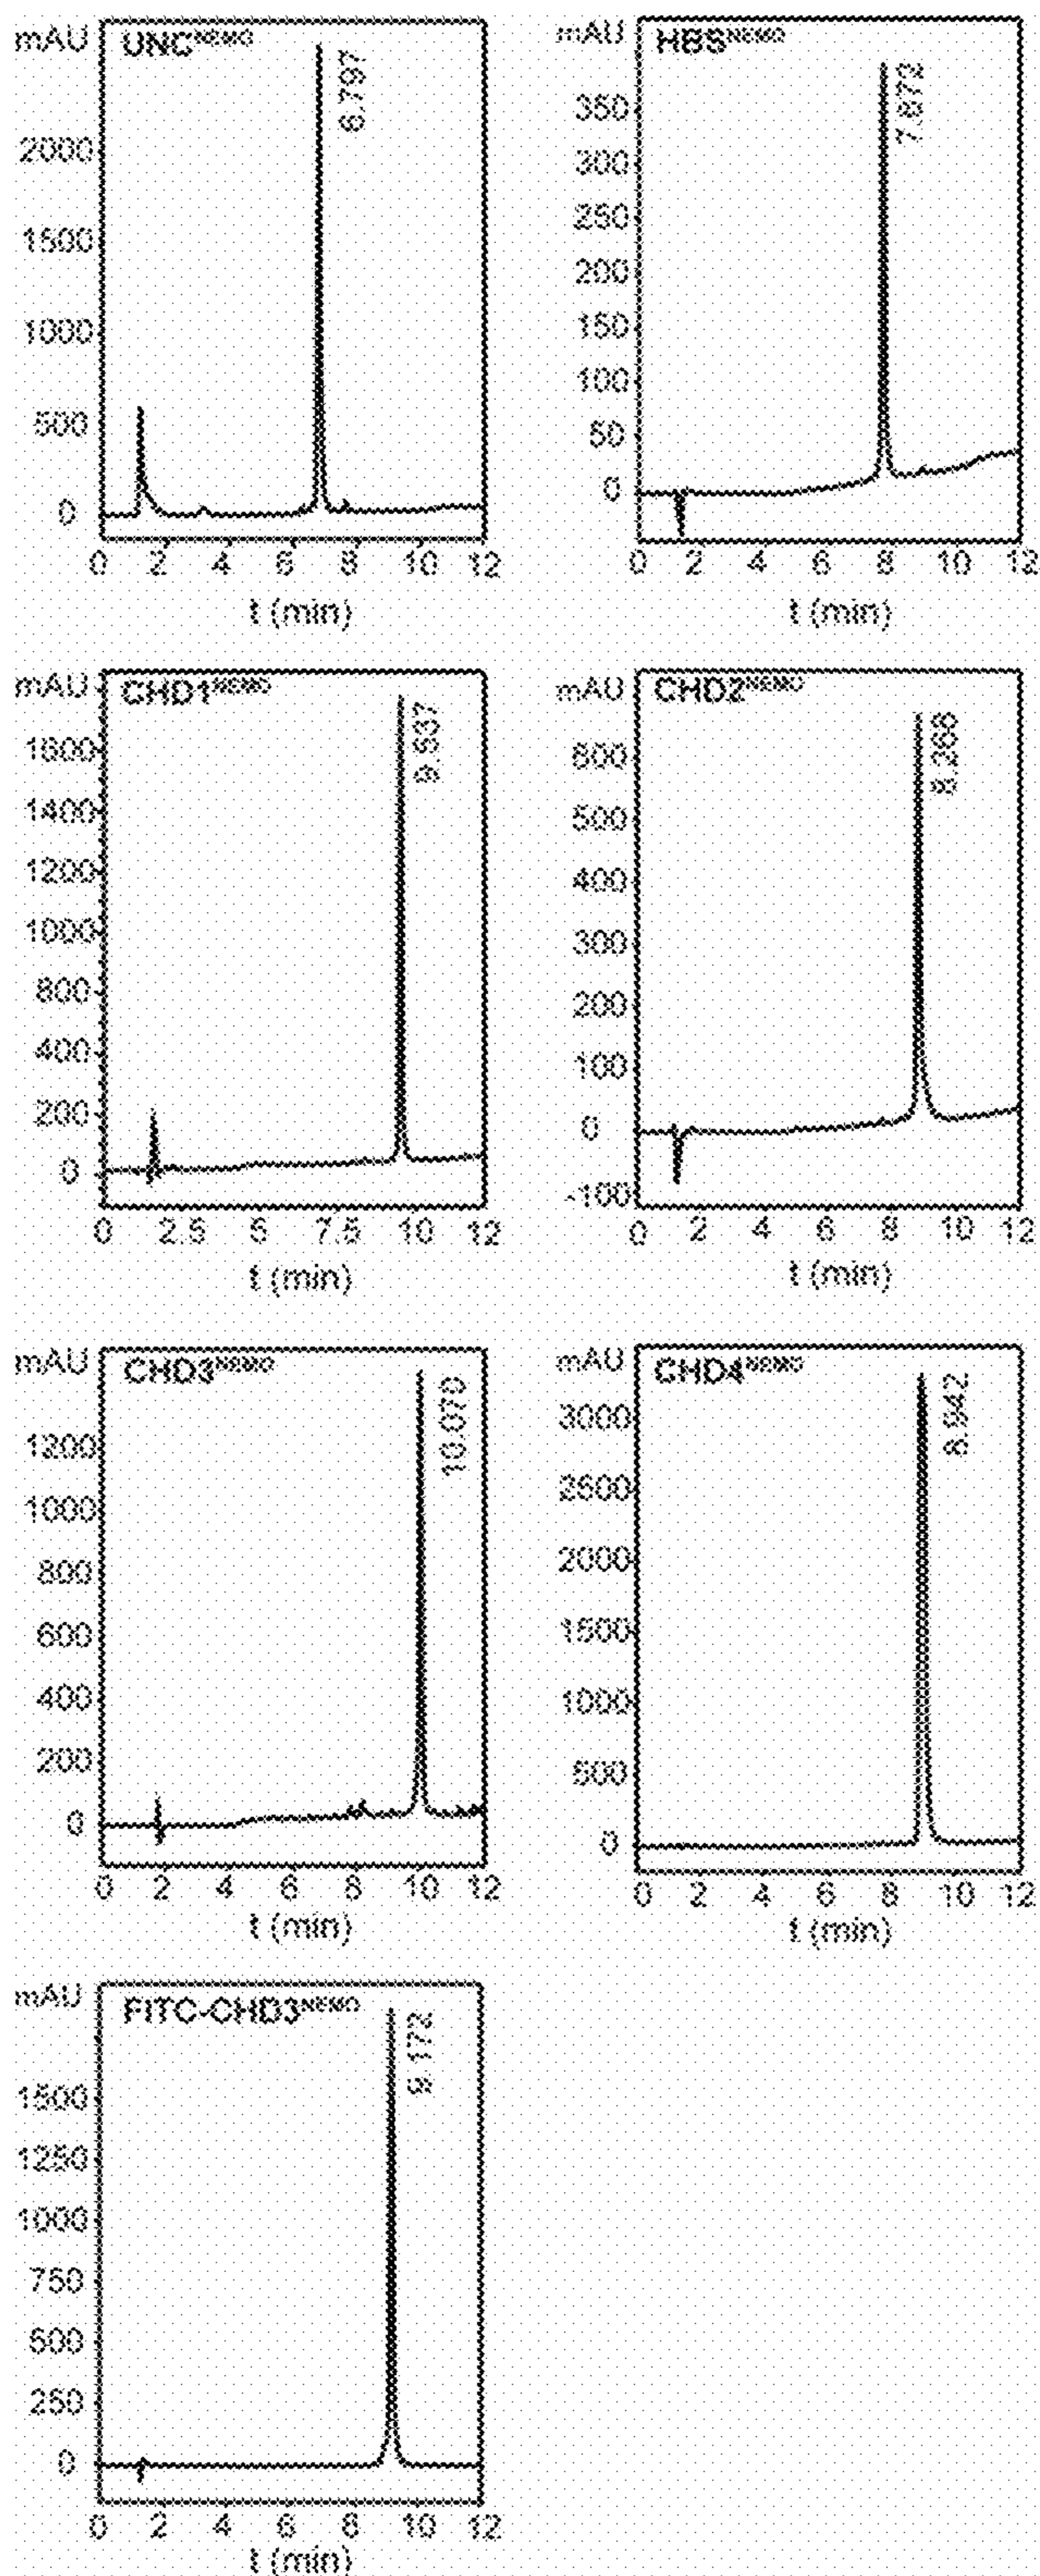 mAU
UNC^NEMO
6.797
2000
1500
1000
500
0
0 2 4 6 8 10 12
t (min)
mAU
HBS^NEMO
7.872
350
300
250
200
150
100
50
0
0 2 4 6 8 10 12
t (min)
mAU
CHD1^NEMO
9.537
1600
1400
1200
1000
800
400
200
0
0 2.5 5 7.5 10 12
t (min)
mAU
CHD2^NEMO
8.268
600
500
400
300
200
100
0
-100
0 2 4 6 8 10 12
t (min)
mAU
CHD3^NEMO
10.070
1200
1000
800
600
400
200
0
0 2 4 6 8 10 12
t (min)
mAU
CHD4^NEMO
8.942
3000
2500
2000
1500
1000
500
0
0 2 4 6 8 10 12
t (min)
mAU
FITC-CHD3^NEMO
9.172
1500
1250
1000
750
500
250
0
0 2 4 6 8 10 12
t (min)